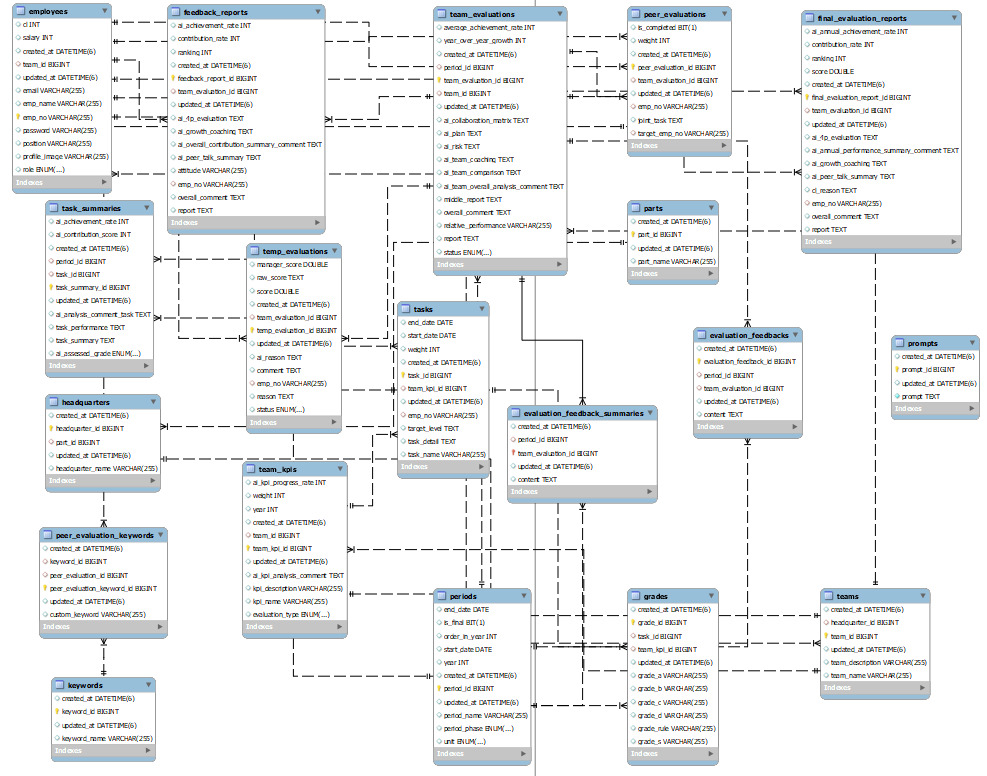 employees
cl INT
salary INT
created_at DATETIME(6)
team_id BIGINT
updated_at DATETIME(6)
email VARCHAR(255)
emp_name VARCHAR(255)
emp_no VARCHAR(255)
password VARCHAR(255)
position VARCHAR(255)
profile_image VARCHAR(255)
role ENUM(...)
Indexes
feedback_reports
ai_achievement_rate INT
contribution_rate INT
ranking INT
created_at DATETIME(6)
feedback_report_id BIGINT
team_evaluation_id BIGINT
updated_at DATETIME(6)
ai_4p_evaluation TEXT
ai_growth_coaching TEXT
ai_overall_contribution_summary_comment TEXT
ai_peer_talk_summary TEXT
attitude VARCHAR(255)
emp_no VARCHAR(255)
overall_comment TEXT
report TEXT
Indexes
team_evaluations
average_achievement_rate INT
year_over_year_growth INT
created_at DATETIME(6)
period_id BIGINT
team_evaluation_id BIGINT
team_id BIGINT
updated_at DATETIME(6)
ai_collaboration_matrix TEXT
ai_plan TEXT
ai_risk TEXT
ai_team_coaching TEXT
ai_team_comparison TEXT
ai_team_overall_analysis_comment TEXT
middle_report TEXT
overall_comment TEXT
relative_performance VARCHAR(255)
report TEXT
status ENUM(...)
Indexes
peer_evaluations
is_completed BIT(1)
weight INT
created_at DATETIME(6)
peer_evaluation_id BIGINT
team_evaluation_id BIGINT
updated_at DATETIME(6)
emp_no VARCHAR(255)
joint_task TEXT
target_emp_no VARCHAR(255)
Indexes
final_evaluation_reports
ai_annual_achievement_rate INT
contribution_rate INT
ranking INT
score DOUBLE
created_at DATETIME(6)
final_evaluation_report_id BIGINT
team_evaluation_id BIGINT
updated_at DATETIME(6)
ai_4p_evaluation TEXT
ai_annual_performance_summary_comment TEXT
ai_growth_coaching TEXT
ai_peer_talk_summary TEXT
cl_reason TEXT
emp_no VARCHAR(255)
overall_comment TEXT
report TEXT
Indexes
task_summaries
ai_achievement_rate INT
ai_contribution_score INT
created_at DATETIME(6)
period_id BIGINT
task_id BIGINT
task_summary_id BIGINT
updated_at DATETIME(6)
ai_analysis_comment_task TEXT
task_performance TEXT
task_summary TEXT
ai_assessed_grade ENUM(...)
Indexes
parts
created_at DATETIME(6)
part_id BIGINT
updated_at DATETIME(6)
part_name VARCHAR(255)
Indexes
temp_evaluations
manager_score DOUBLE
raw_score TEXT
score DOUBLE
created_at DATETIME(6)
team_evaluation_id BIGINT
temp_evaluation_id BIGINT
updated_at DATETIME(6)
ai_reason TEXT
comment TEXT
emp_no VARCHAR(255)
reason TEXT
status ENUM(...)
Indexes
tasks
end_date DATE
start_date DATE
weight INT
created_at DATETIME(6)
task_id BIGINT
team_kpi_id BIGINT
updated_at DATETIME(6)
emp_no VARCHAR(255)
target_level TEXT
task_detail TEXT
task_name VARCHAR(255)
Indexes
evaluation_feedbacks
created_at DATETIME(6)
evaluation_feedback_id BIGINT
period_id BIGINT
team_evaluation_id BIGINT
updated_at DATETIME(6)
content TEXT
Indexes
prompts
created_at DATETIME(6)
prompt_id BIGINT
updated_at DATETIME(6)
prompt TEXT
Indexes
headquarters
created_at DATETIME(6)
headquarter_id BIGINT
part_id BIGINT
updated_at DATETIME(6)
headquarter_name VARCHAR(255)
Indexes
evaluation_feedback_summaries
created_at DATETIME(6)
period_id BIGINT
team_evaluation_id BIGINT
updated_at DATETIME(6)
content TEXT
Indexes
team_kpis
ai_kpi_progress_rate INT
weight INT
year INT
created_at DATETIME(6)
team_id BIGINT
team_kpi_id BIGINT
updated_at DATETIME(6)
ai_kpi_analysis_comment TEXT
kpi_description VARCHAR(255)
kpi_name VARCHAR(255)
evaluation_type ENUM(...)
Indexes
peer_evaluation_keywords
created_at DATETIME(6)
keyword_id BIGINT
peer_evaluation_id BIGINT
peer_evaluation_keyword_id BIGINT
updated_at DATETIME(6)
custom_keyword VARCHAR(255)
Indexes
periods
end_date DATE
is_final BIT(1)
order_in_year INT
start_date DATE
year INT
created_at DATETIME(6)
period_id BIGINT
updated_at DATETIME(6)
period_name VARCHAR(255)
period_phase ENUM(...)
unit ENUM(...)
Indexes
grades
created_at DATETIME(6)
grade_id BIGINT
task_id BIGINT
team_kpi_id BIGINT
updated_at DATETIME(6)
grade_a VARCHAR(255)
grade_b VARCHAR(255)
grade_c VARCHAR(255)
grade_d VARCHAR(255)
grade_rule VARCHAR(255)
grade_s VARCHAR(255)
Indexes
teams
created_at DATETIME(6)
headquarter_id BIGINT
team_id BIGINT
updated_at DATETIME(6)
team_description VARCHAR(255)
team_name VARCHAR(255)
Indexes
keywords
created_at DATETIME(6)
keyword_id BIGINT
updated_at DATETIME(6)
keyword_name VARCHAR(255)
Indexes